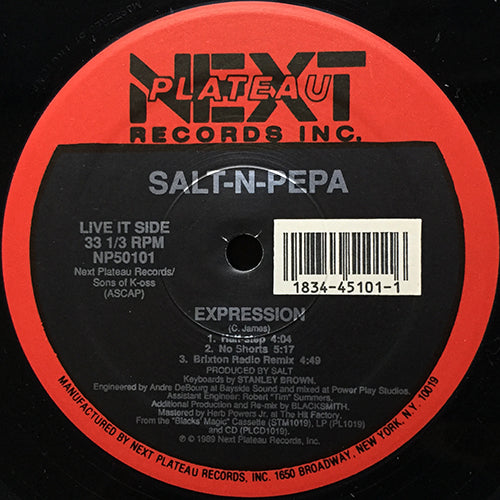 NEXT
PLATEAU
RECORDS INC.
SALT-N-PEPA
LIVE IT SIDE
33 1/3 RPM
NP50101
Next Plateau Records/
Sons of K-oss
(ASCAP)
1834-45101-1
EXPRESSION
(C. James)
1. Half step 4:04
2. No Shorts 5:17
3. Brixton Radio Remix 4:49
PRODUCED BY SALT
Keyboards by STANLEY BROWN.
Engineered by Andre DeBourg at Bayside Sound and mixed at Power Play Studios.
Assistant Engineer: Robert "Tim" Summers.
Additional Production and Re-mix by BLACKSMITH.
Mastered by Herb Powers Jr. at The Hit Factory.
From the "Blacks' Magic" Cassette (STM1019) LP (PL1019)
and CD (PLCD1019).
℗ © 1989 Next Plateau Records, Inc.
MANUFACTURED BY NEXT PLATEAU RECORDS, INC. 1650 BROADWAY, NEW YORK, N.Y. 10019